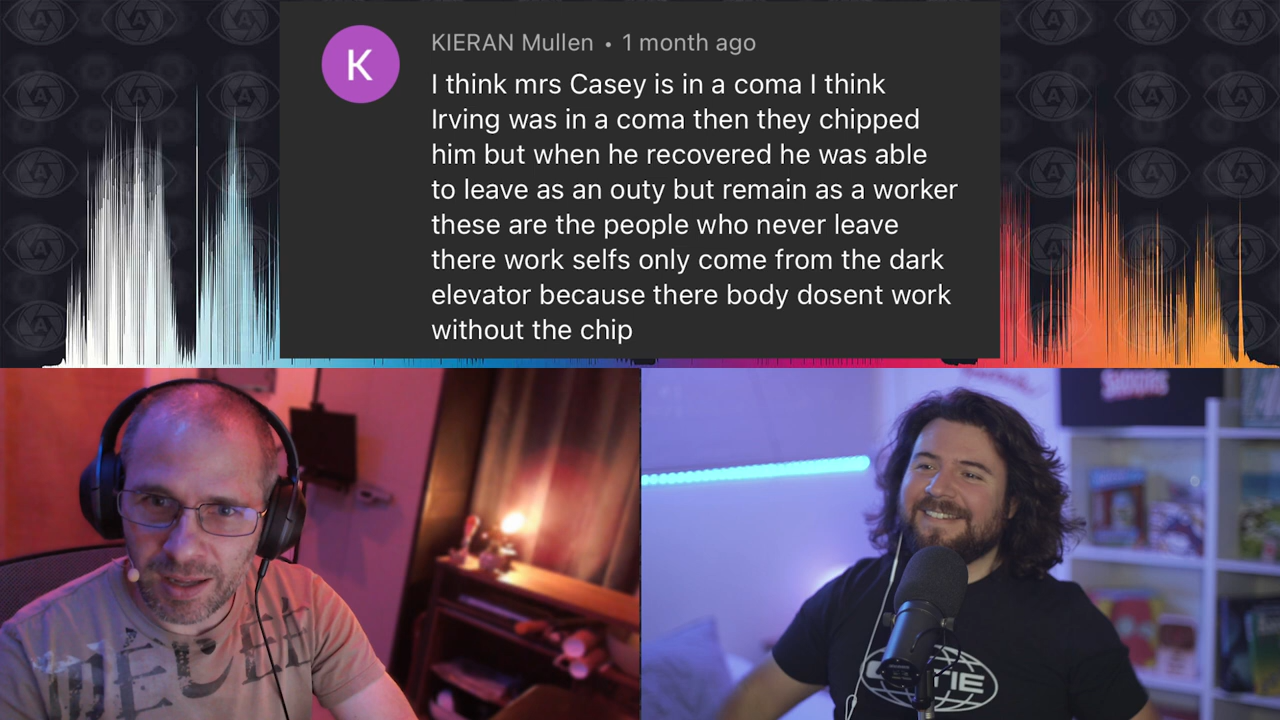 K
KIERAN Mullen • 1 month ago
I think mrs Casey is in a coma I think
Irving was in a coma then they chipped
him but when he recovered he was able
to leave as an outy but remain as a worker
these are the people who never leave
there work selfs only come from the dark
elevator because there body dosent work
without the chip